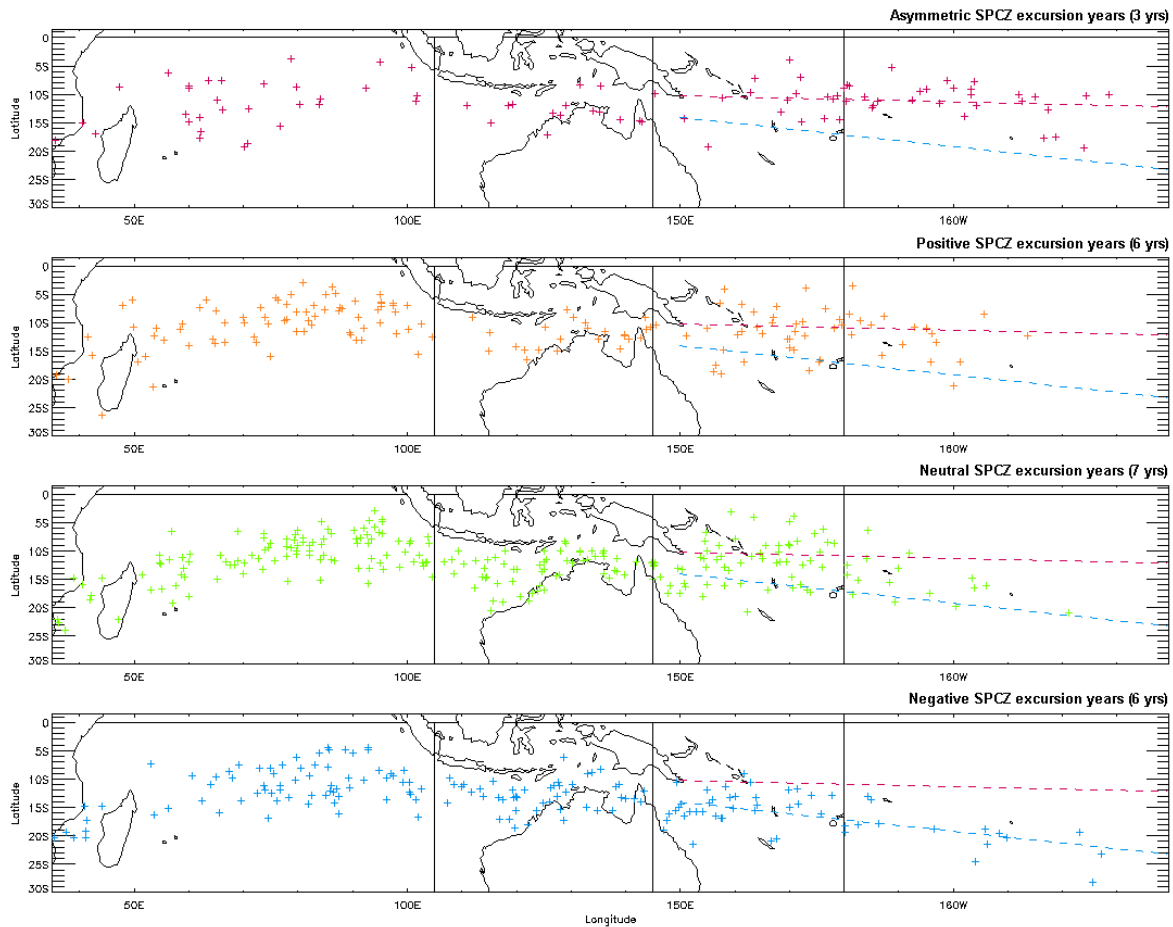 Asymmetric SPCZ excursion years (3 yrs)
Latitude
0
5S
10S
15S
20S
25S
30S
50E 100E 150E 160W
Positive SPCZ excursion years (6 yrs)
Latitude
0
5S
10S
15S
20S
25S
30S
50E 100E 150E 160W
Neutral SPCZ excursion years (7 yrs)
Latitude
0
5S
10S
15S
20S
25S
30S
50E 100E 150E 160W
Negative SPCZ excursion years (6 yrs)
Latitude
0
5S
10S
15S
20S
25S
30S
50E 100E 150E 160W
Longitude